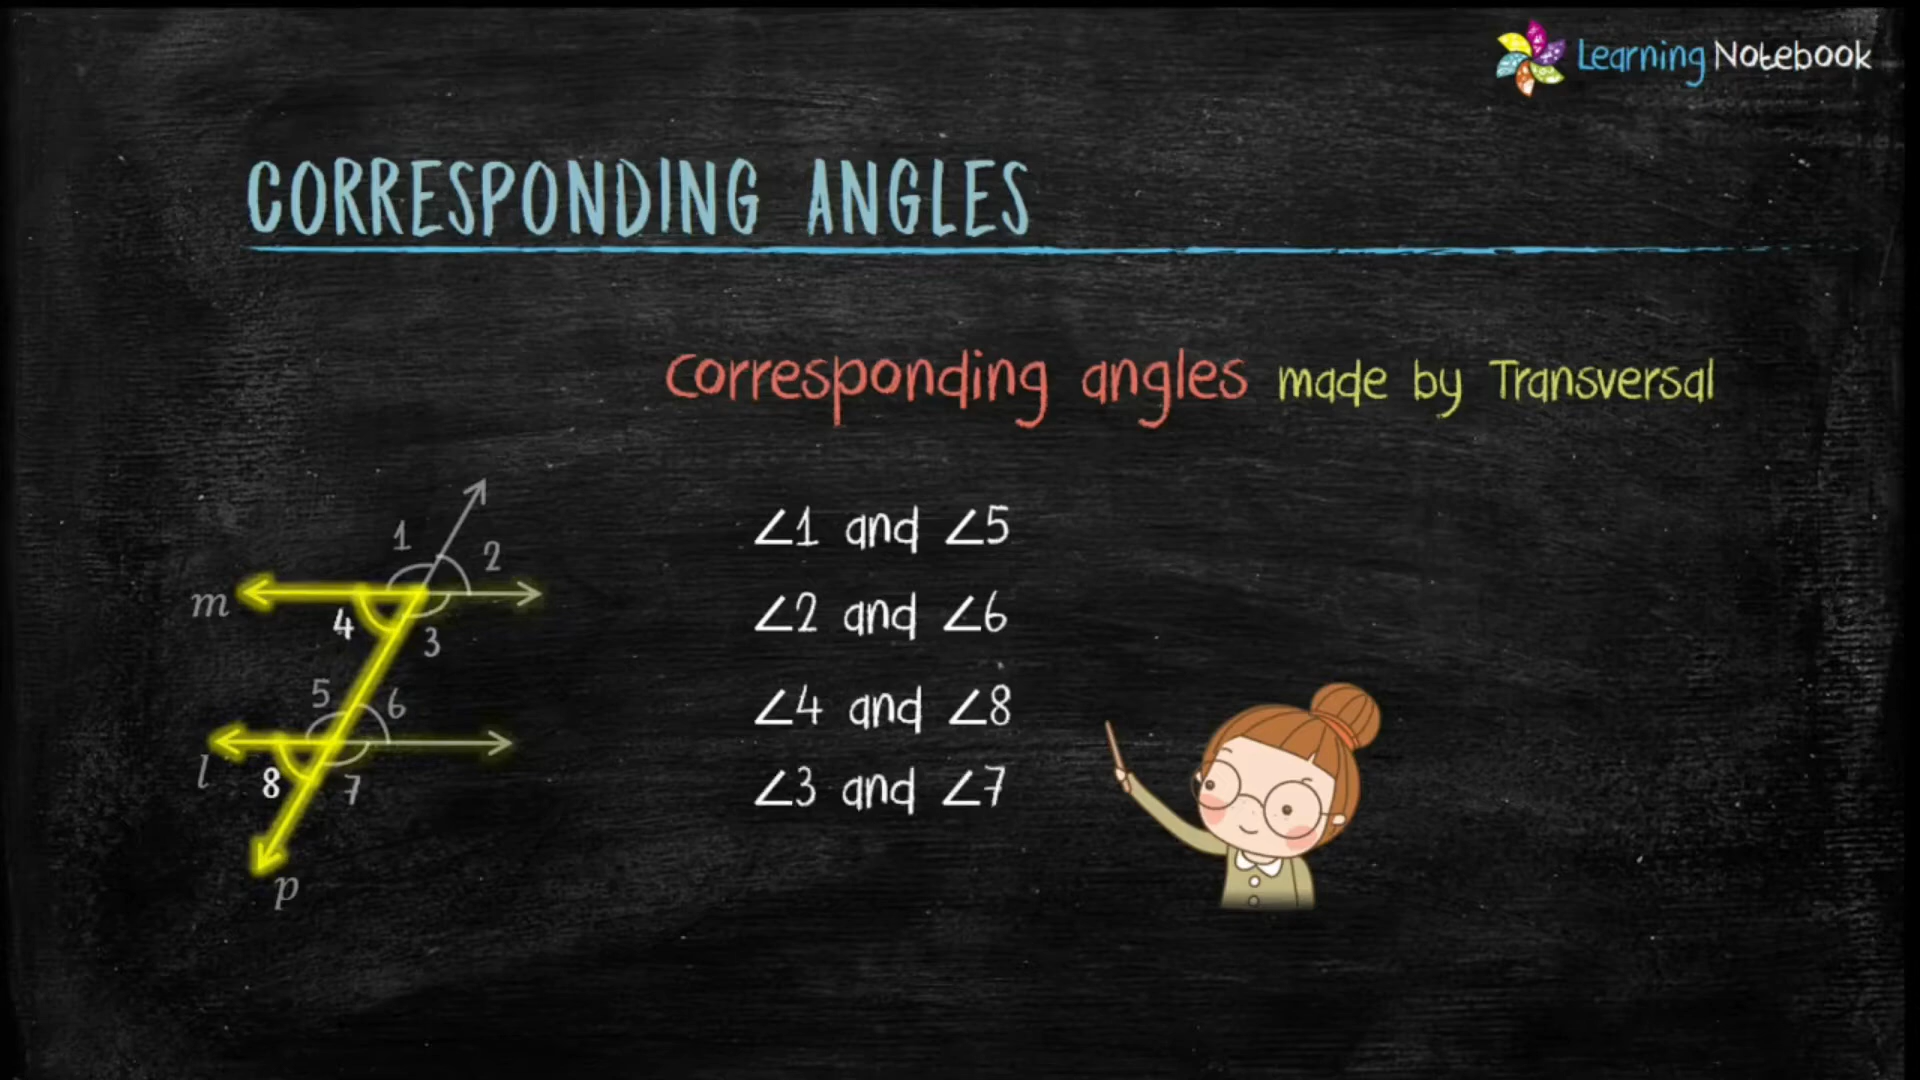 Learning Notebook
CORRESPONDING ANGLES
Corresponding angles made by Transversal
∠1 and ∠5
∠2 and ∠6
∠4 and ∠8
∠3 and ∠7
1
2
m
4
3
5
6
l
8
7
p